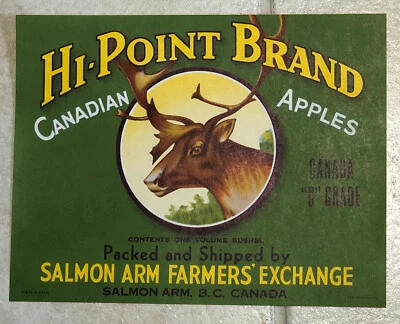 HI-POINT BRAND
CANADIAN APPLES
CANADA
GRADE
CONTENTS ONE VOLUME BUSHEL
Packed and Shipped by
SALMON ARM FARMERS' EXCHANGE
SALMON ARM, B.C. CANADA